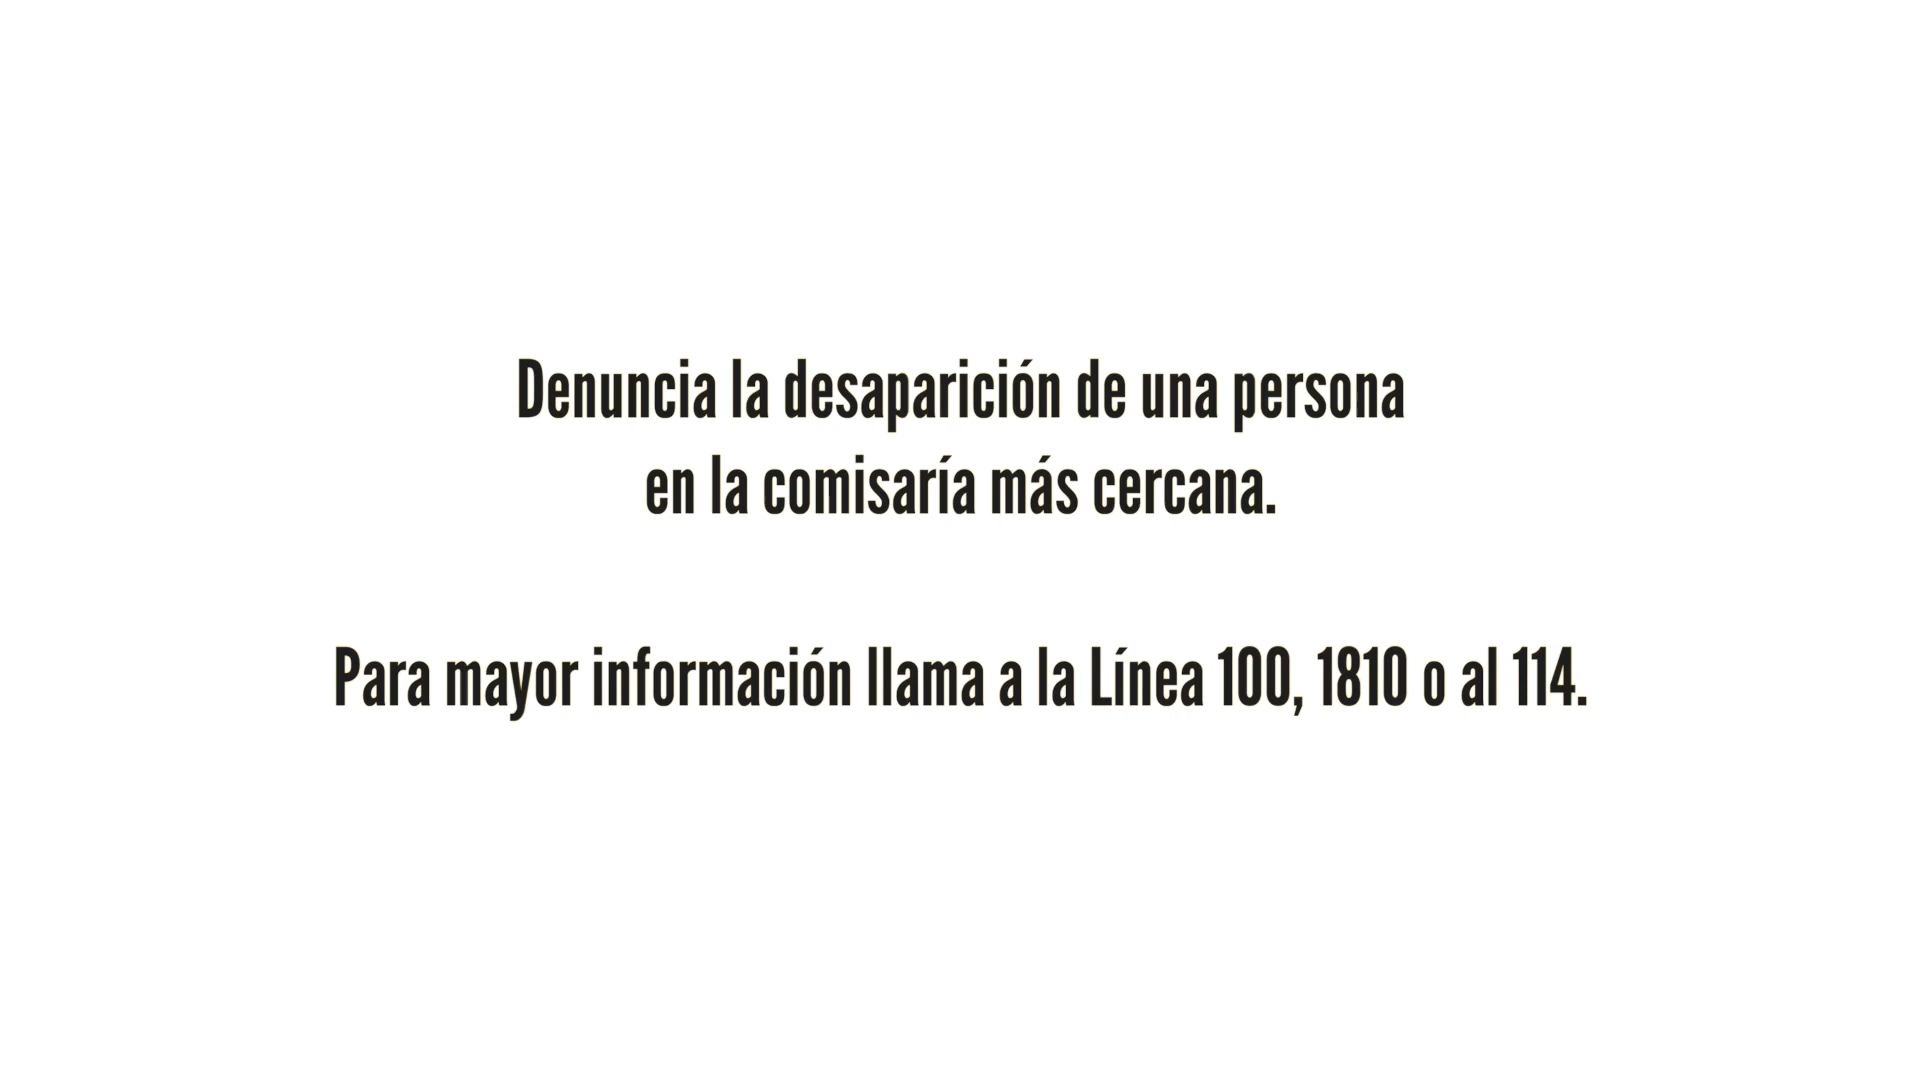 Denuncia la desaparición de una persona
en la comisaría más cercana.
Para mayor información llama a la Línea 100, 1810 o al 114.